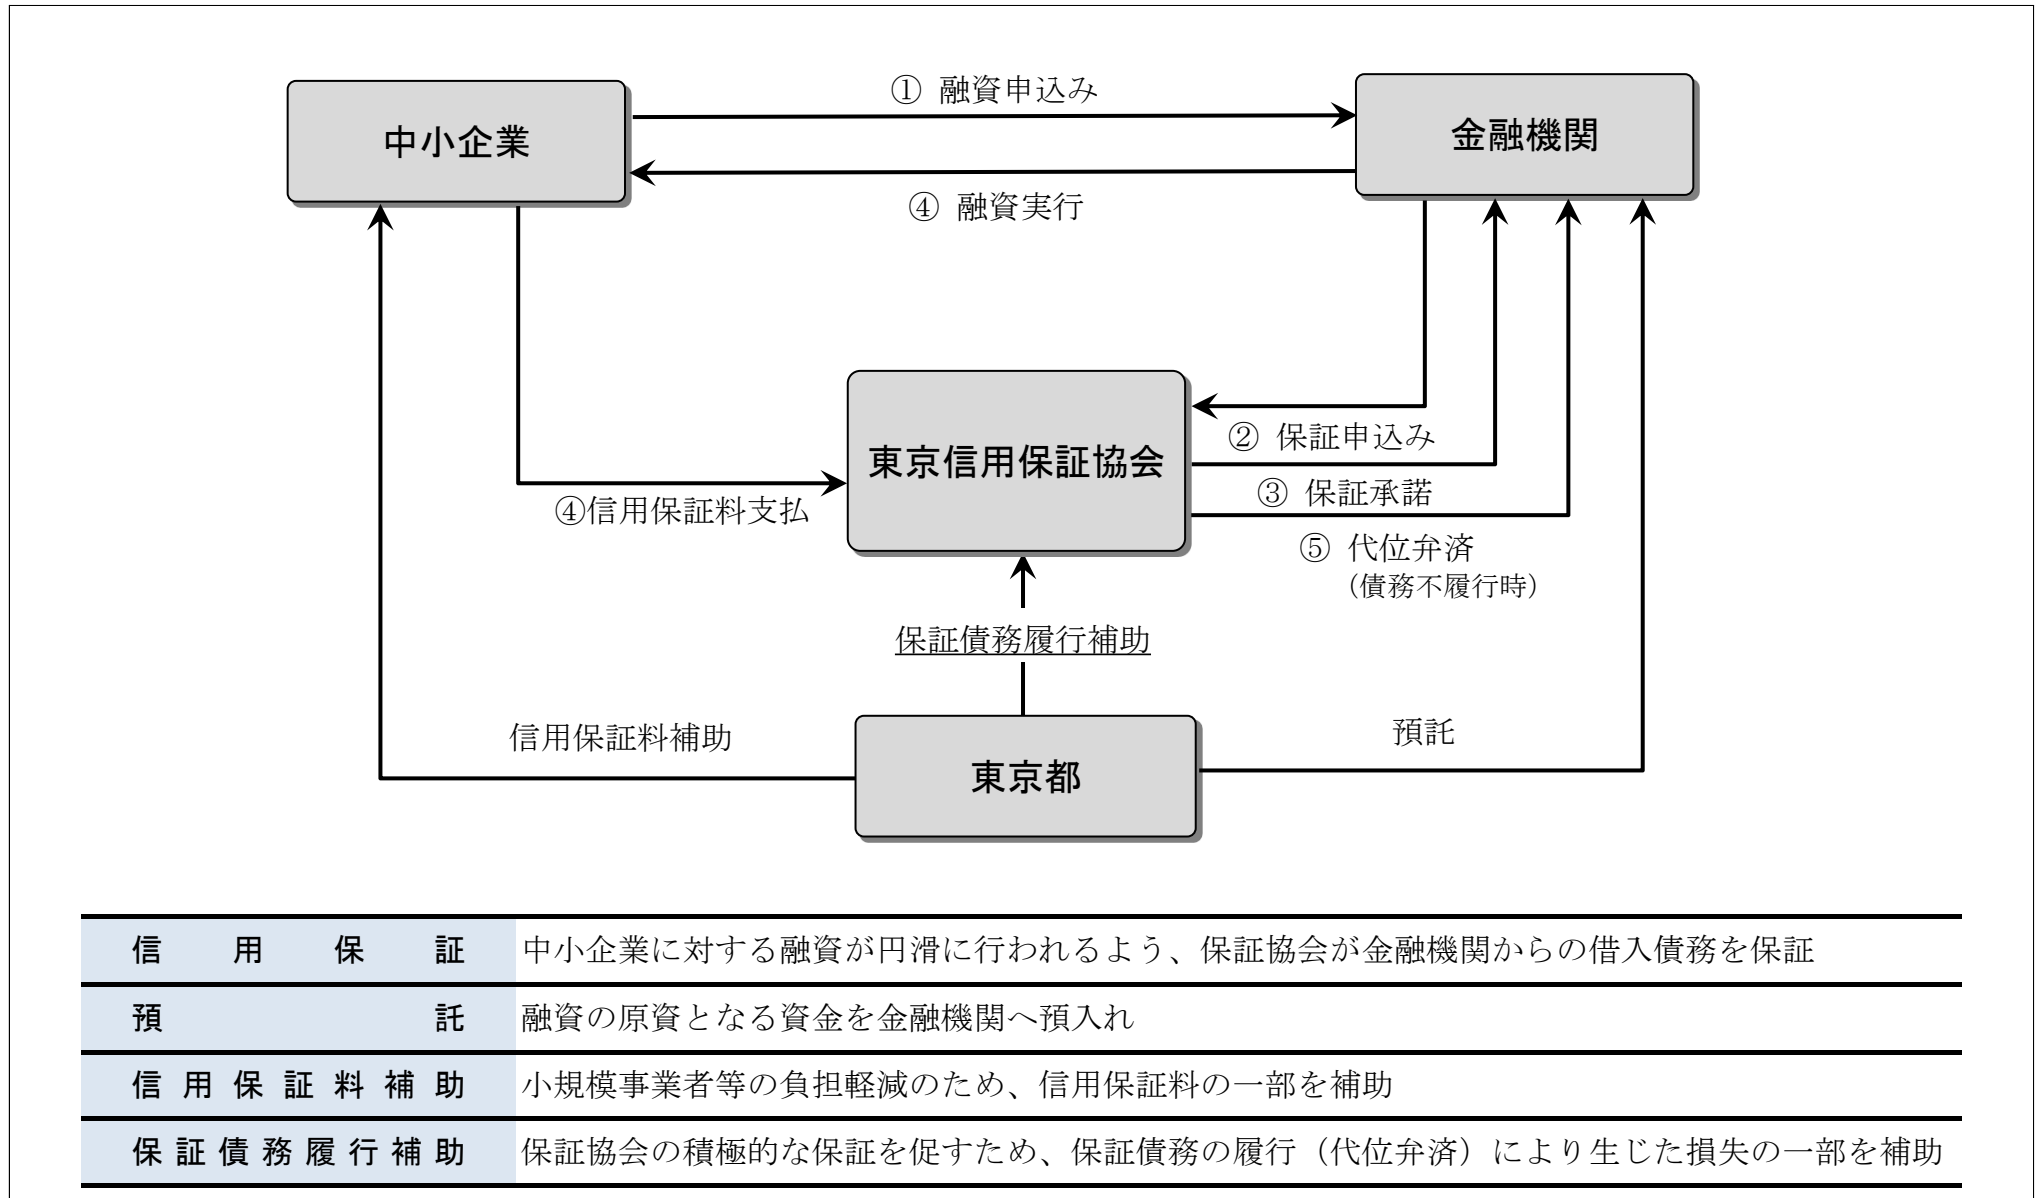 ① 融資申込み
中小企業
金融機関
④ 融資実行
② 保証申込み
東京信用保証協会
③ 保証承諾
④信用保証料支払
⑤ 代位弁済
（債務不履行時）
保証債務履行補助
信用保証料補助
預託
東京都
信用保証 中小企業に対する融資が円滑に行われるよう、保証協会が金融機関からの借入債務を保証
預託 融資の原資となる資金を金融機関へ預入れ
信用保証料補助 小規模事業者等の負担軽減のため、信用保証料の一部を補助
保証債務履行補助 保証協会の積極的な保証を促すため、保証債務の履行（代位弁済）により生じた損失の一部を補助